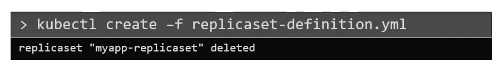 > kubectl create –f replicaset-definition.yml
replicaset "myapp-replicaset" deleted